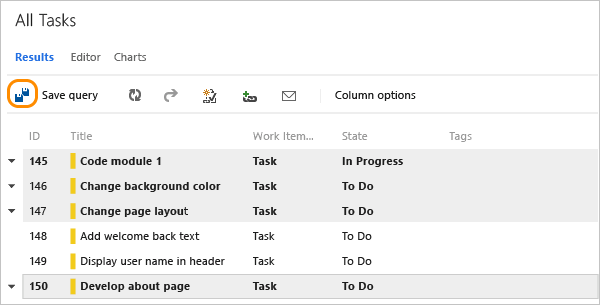 All Tasks
Results Editor Charts
Save query Column options
ID Title Work Item... State Tags
145 Code module 1 Task In Progress
146 Change background color Task To Do
147 Change page layout Task To Do
148 Add welcome back text Task To Do
149 Display user name in header Task To Do
150 Develop about page Task To Do